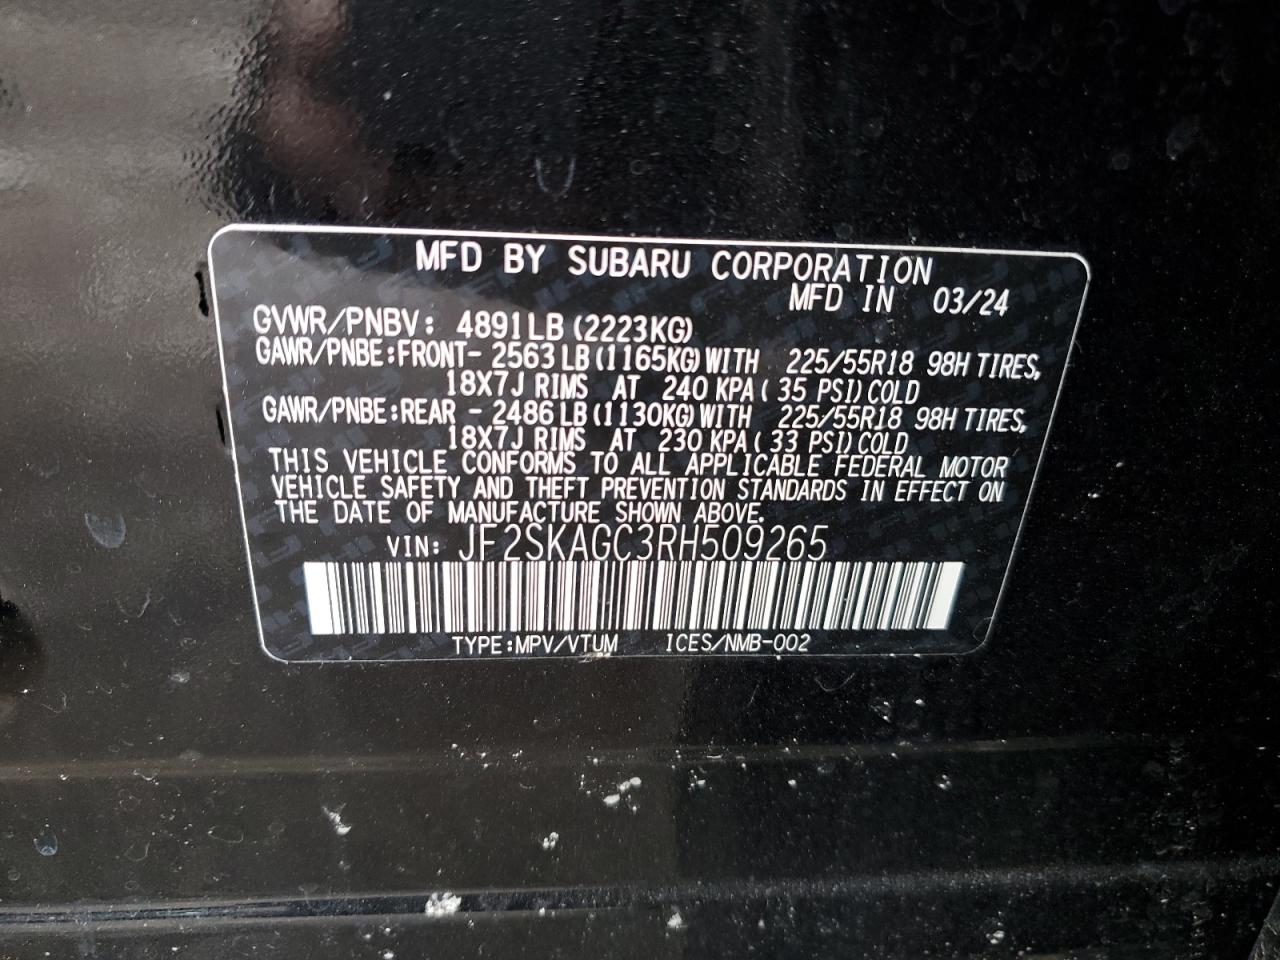 MFD BY SUBARU CORPORATION
MFD IN 03/24
GVWR/PNBV: 4891LB (2223KG)
GAWR/PNBE:FRONT- 2563LB (1165KG) WITH 225/55R18 98H TIRES,
18X7J RIMS AT 240 KPA ( 35 PSI) COLD
GAWR/PNBE:REAR - 2486LB (1130KG) WITH 225/55R18 98H TIRES,
18X7J RIMS AT 230 KPA ( 33 PSI) COLD
THIS VEHICLE CONFORMS TO ALL APPLICABLE FEDERAL MOTOR
VEHICLE SAFETY AND THEFT PREVENTION STANDARDS IN EFFECT ON
THE DATE OF MANUFACTURE SHOWN ABOVE.
VIN: JF2SKAGC3RH509265
TYPE:MPV/VTUM ICES/NMB-002